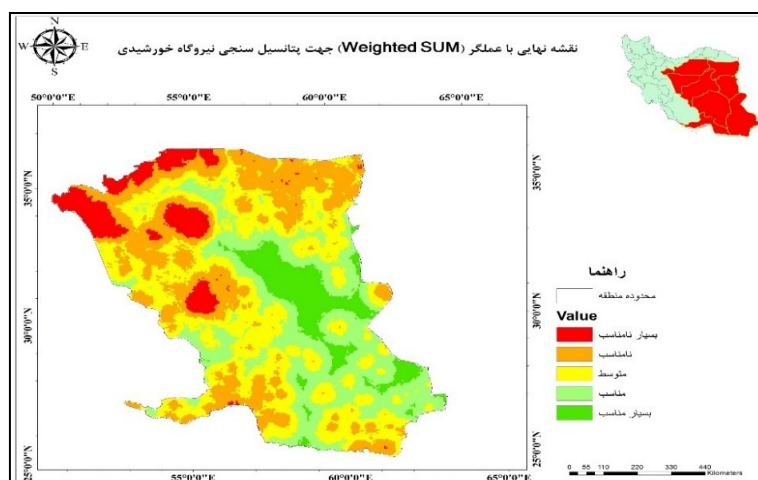 نقشه نهایی با عملگر (Weighted SUM) جهت پتانسیل سنجی نیروگاه خورشیدی
N
W E
S
50°0'0"E 55°0'0"E 60°0'0"E 65°0'0"E
35°0'0"N 35°0'0"N
30°0'0"N 30°0'0"N
25°0'0"N 25°0'0"N
55°0'0"E 60°0'0"E 65°0'0"E
راهنما
محدوده منطقه
Value
بسیار نامناسب
نامناسب
متوسط
مناسب
بسیار مناسب
0 55 110 220 330 440
Kilometers